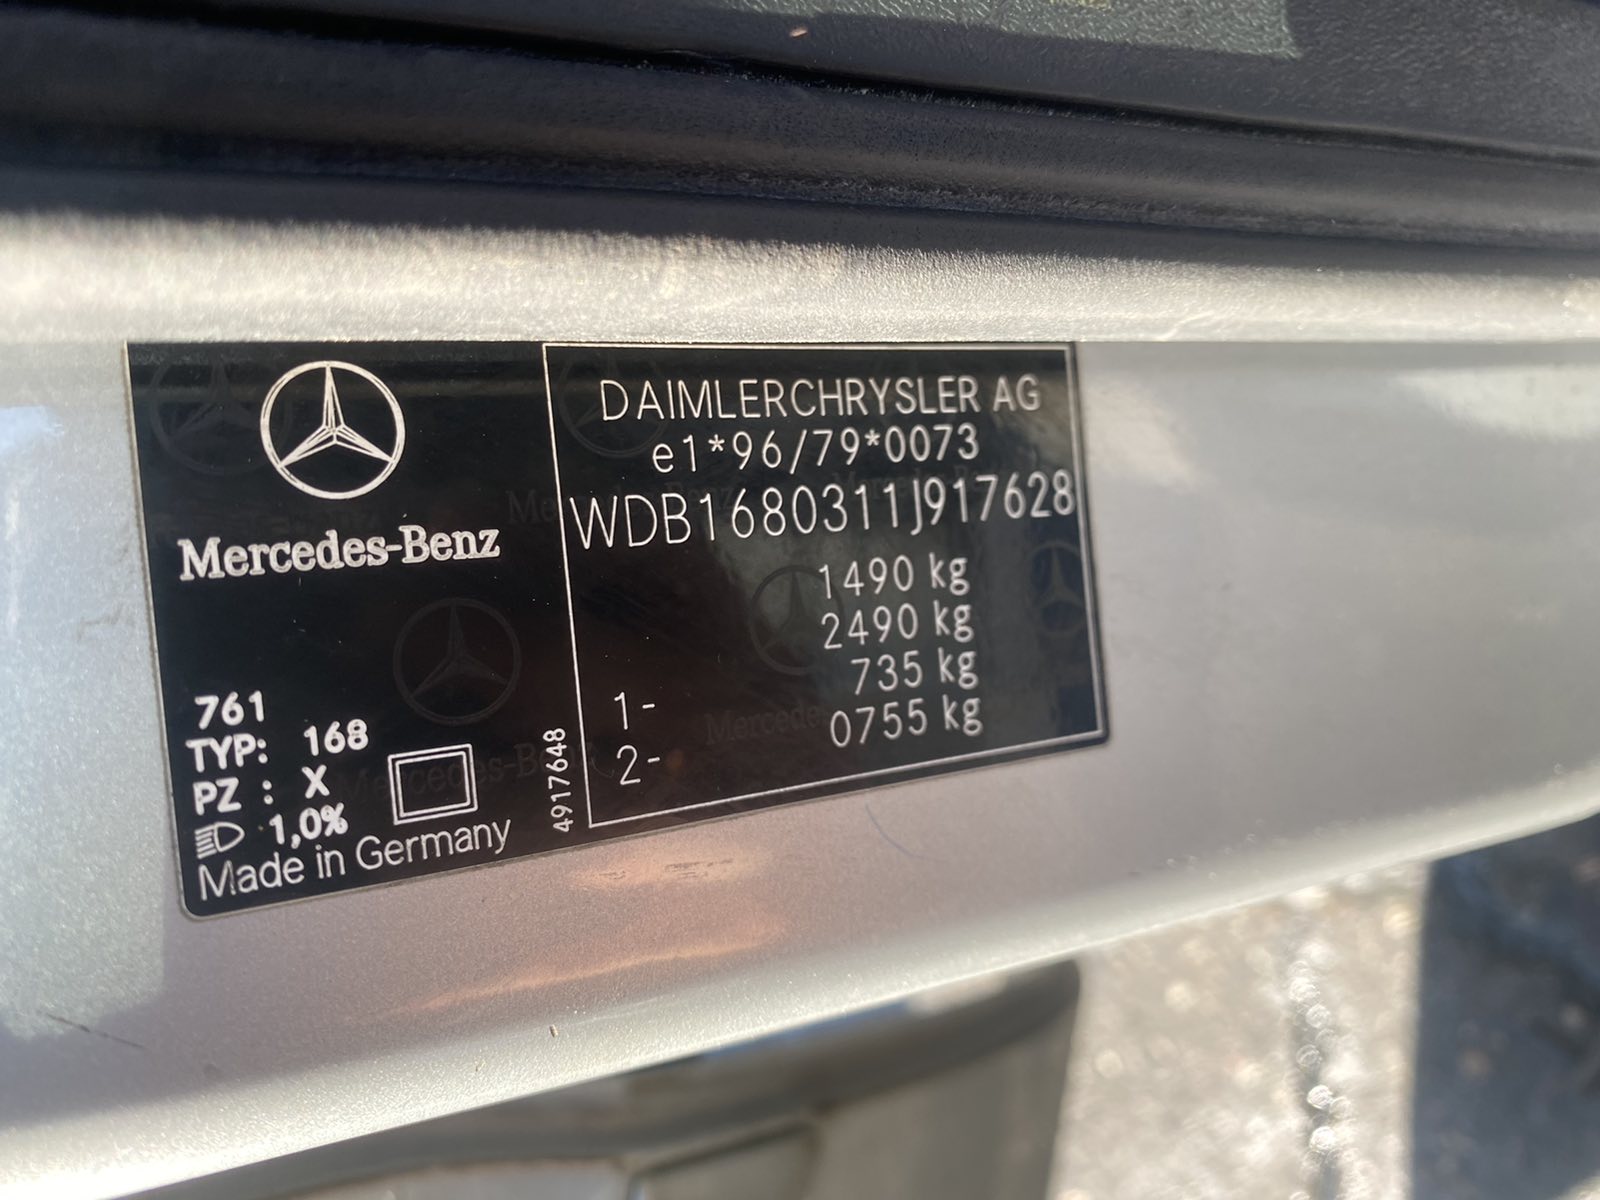 Mercedes-Benz
761
TYP: 168
PZ : X
1,0%
Made in Germany
4917648
DAIMLERCHRYSLER AG
e1*96/79*0073
WDB1680311J917628
1490 kg
2490 kg
1- 735 kg
2- 0755 kg